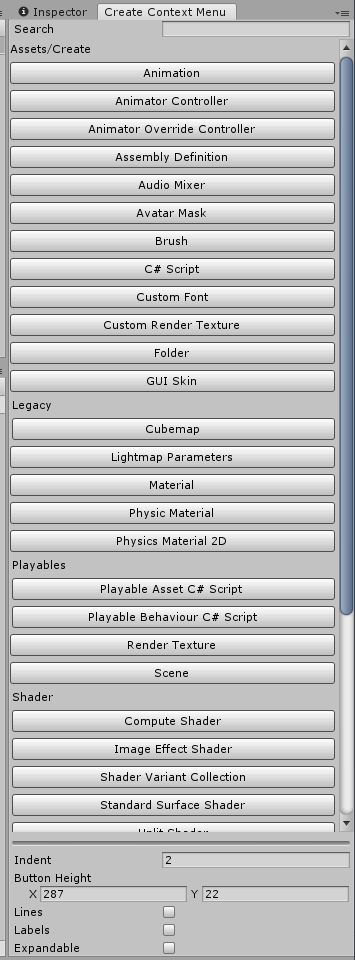 Inspector Create Context Menu
Search
Assets/Create
Animation
Animator Controller
Animator Override Controller
Assembly Definition
Audio Mixer
Avatar Mask
Brush
C# Script
Custom Font
Custom Render Texture
Folder
GUI Skin
Legacy
Cubemap
Lightmap Parameters
Material
Physic Material
Physics Material 2D
Playables
Playable Asset C# Script
Playable Behaviour C# Script
Render Texture
Scene
Shader
Compute Shader
Image Effect Shader
Shader Variant Collection
Standard Surface Shader
Unlit Shader
Indent 2
Button Height
X 287 Y 22
Lines
Labels
Expandable